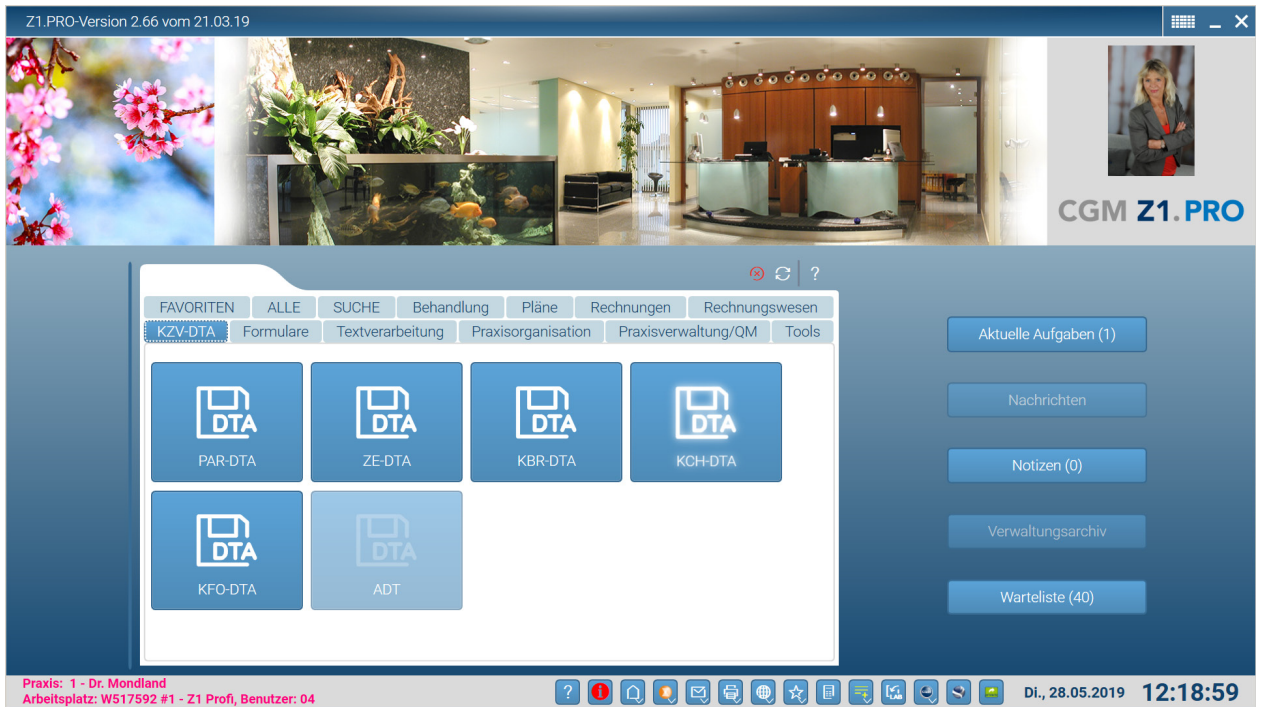 Z1.PRO-Version 2.66 vom 21.03.19
CGM Z1.PRO
?
FAVORITEN ALLE SUCHE Behandlung Pläne Rechnungen Rechnungswesen
KZV-DTA Formulare Textverarbeitung Praxisorganisation Praxisverwaltung/QM Tools
DTA DTA DTA DTA
PAR-DTA ZE-DTA KBR-DTA KCH-DTA
DTA DTA
KFO-DTA ADT
Aktuelle Aufgaben (1)
Nachrichten
Notizen (0)
Verwaltungsarchiv
Warteliste (40)
Praxis: 1 - Dr. Mondland
Arbeitsplatz: W517592 #1 - Z1 Profi, Benutzer: 04
? Di., 28.05.2019 12:18:59